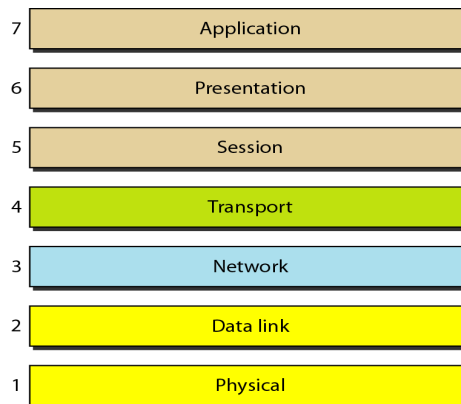 7 Application
6 Presentation
5 Session
4 Transport
3 Network
2 Data link
1 Physical